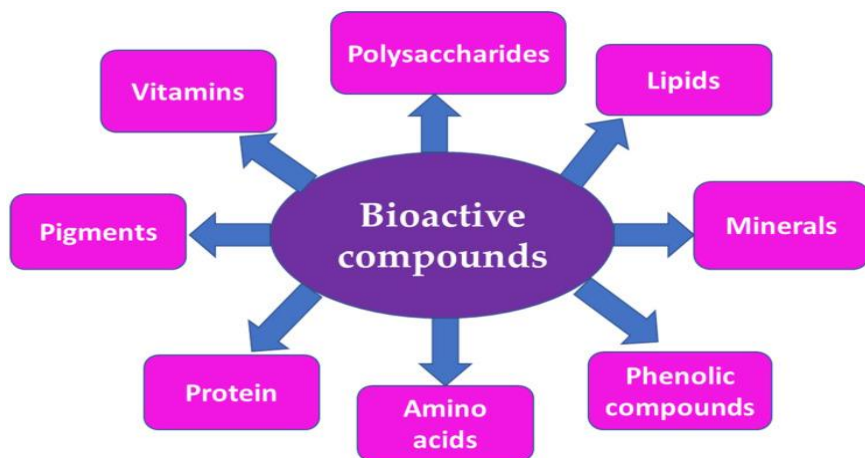 Polysaccharides
Vitamins
Lipids
Bioactive
compounds
Pigments
Minerals
Protein
Amino
acids
Phenolic
compounds